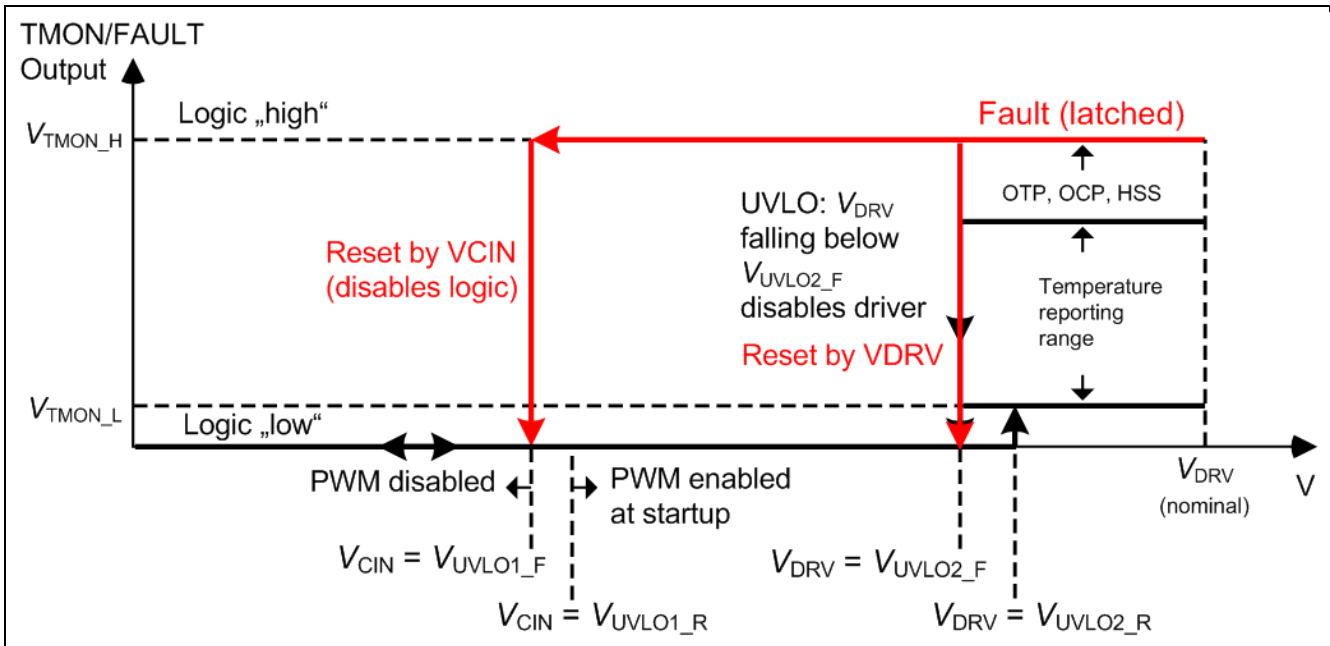 TMON/FAULT
Output
Logic „high“
VTMON_H
Fault (latched)
OTP, OCP, HSS
UVLO: VDRV
falling below
VUVLO2_F
disables driver
Reset by VCIN
(disables logic)
Temperature
reporting
range
Reset by VDRV
VTMON_L
Logic „low“
PWM disabled
PWM enabled
at startup
VDRV
(nominal)
V
VCIN = VUVLO1_F
VDRV = VUVLO2_F
VCIN = VUVLO1_R
VDRV = VUVLO2_R